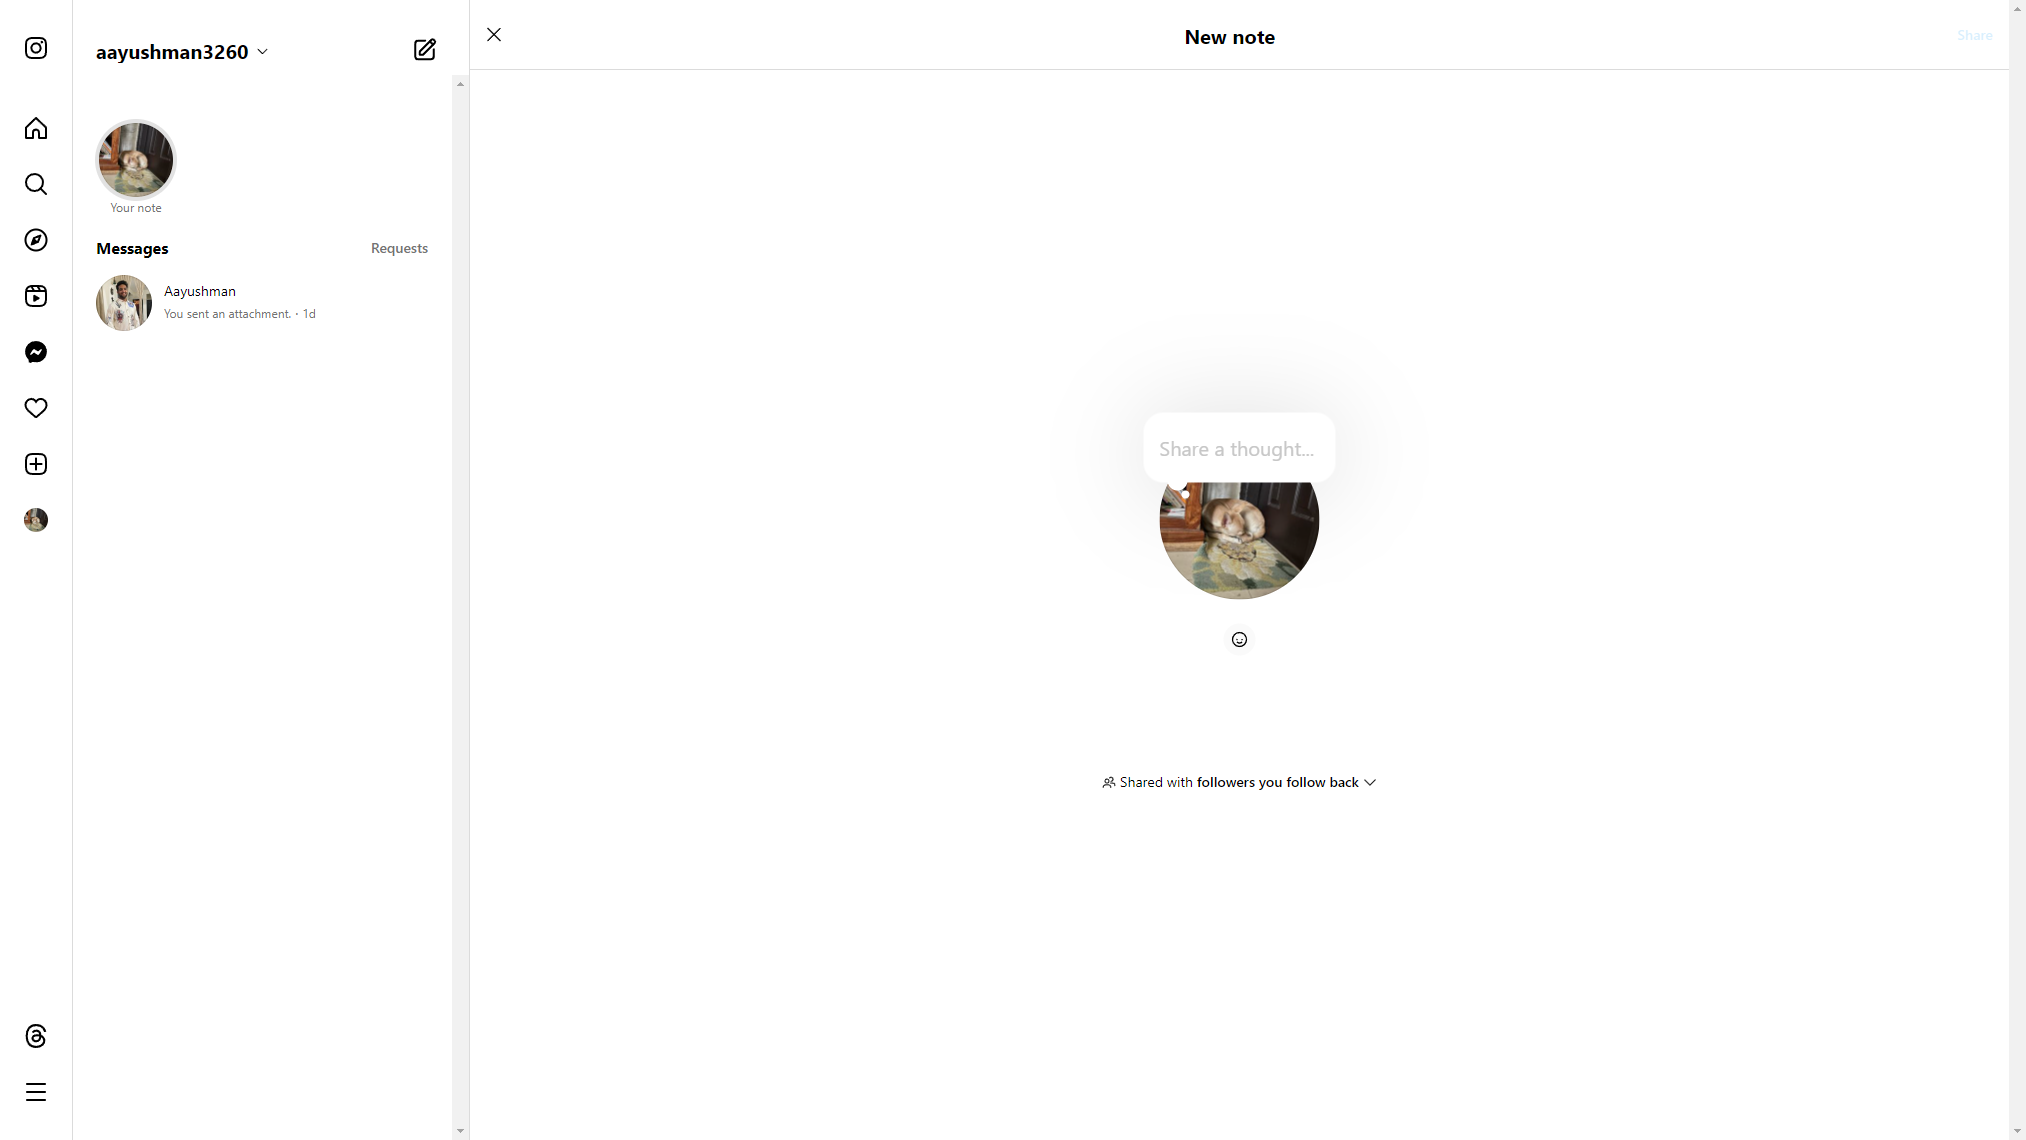 aayushman3260
Your note
Messages
Requests
Aayushman
You sent an attachment. · 1d
New note
Share
Share a thought...
Shared with followers you follow back